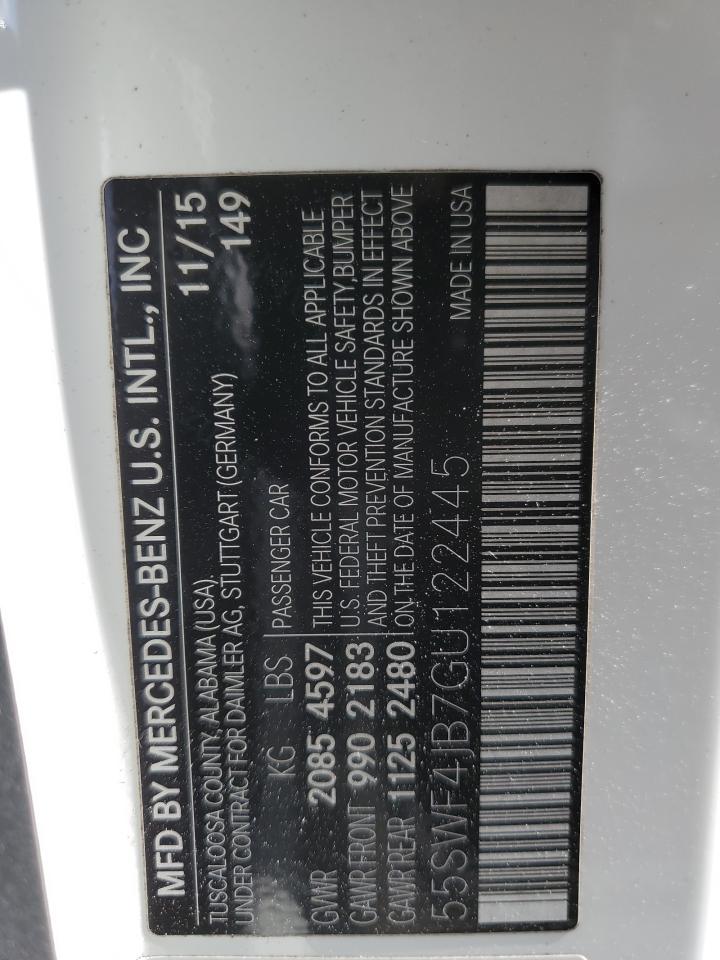 MFD BY MERCEDES-BENZ U.S. INTL., INC
TUSCALOOSA COUNTY, ALABAMA (USA), 11/15
UNDER CONTRACT FOR DAIMLER AG, STUTTGART (GERMANY) 149
KG LBS PASSENGER CAR
GVWR 2085 4597 THIS VEHICLE CONFORMS TO ALL APPLICABLE
U.S. FEDERAL MOTOR VEHICLE SAFETY,BUMPER
GAWR FRONT 990 2183 AND THEFT PREVENTION STANDARDS IN EFFECT
GAWR REAR 1125 2480 ON THE DATE OF MANUFACTURE SHOWN ABOVE
55SWF4JB7GU122445 MADE IN USA